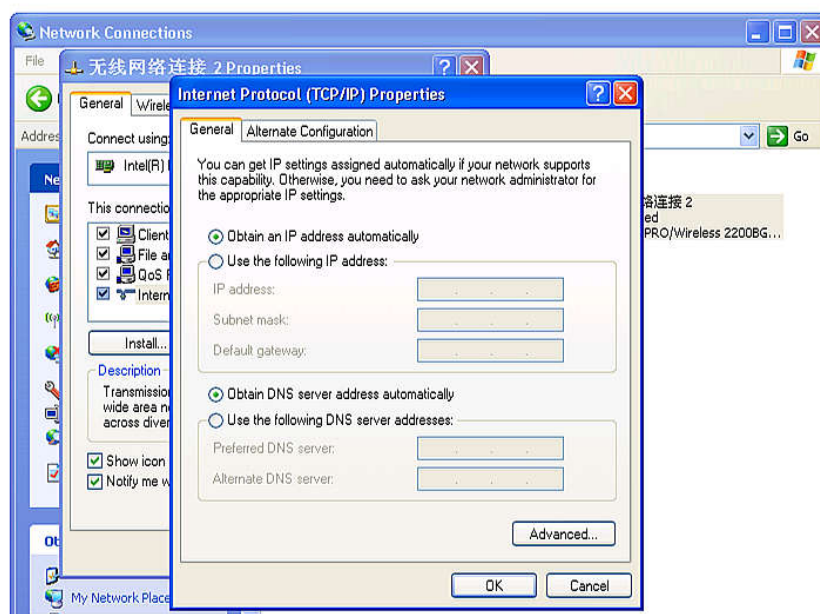 Network Connections
File
无线网络连接 2 Properties
General
Connect using:
Intel(R)
This connectio
Client
File a
QoS
Intern
Install...
Description
Transmission
wide area n
across diver
Show icon
Notify me w
Internet Protocol (TCP/IP) Properties
General Alternate Configuration
You can get IP settings assigned automatically if your network supports
this capability. Otherwise, you need to ask your network administrator for
the appropriate IP settings.
Obtain an IP address automatically
Use the following IP address:
IP address:
Subnet mask:
Default gateway:
Obtain DNS server address automatically
Use the following DNS server addresses:
Preferred DNS server:
Alternate DNS server:
Advanced...
OK Cancel
Go
络连接 2
ed
PRO/Wireless 2200BG...
Addres
Ne
Ot
My Network Place